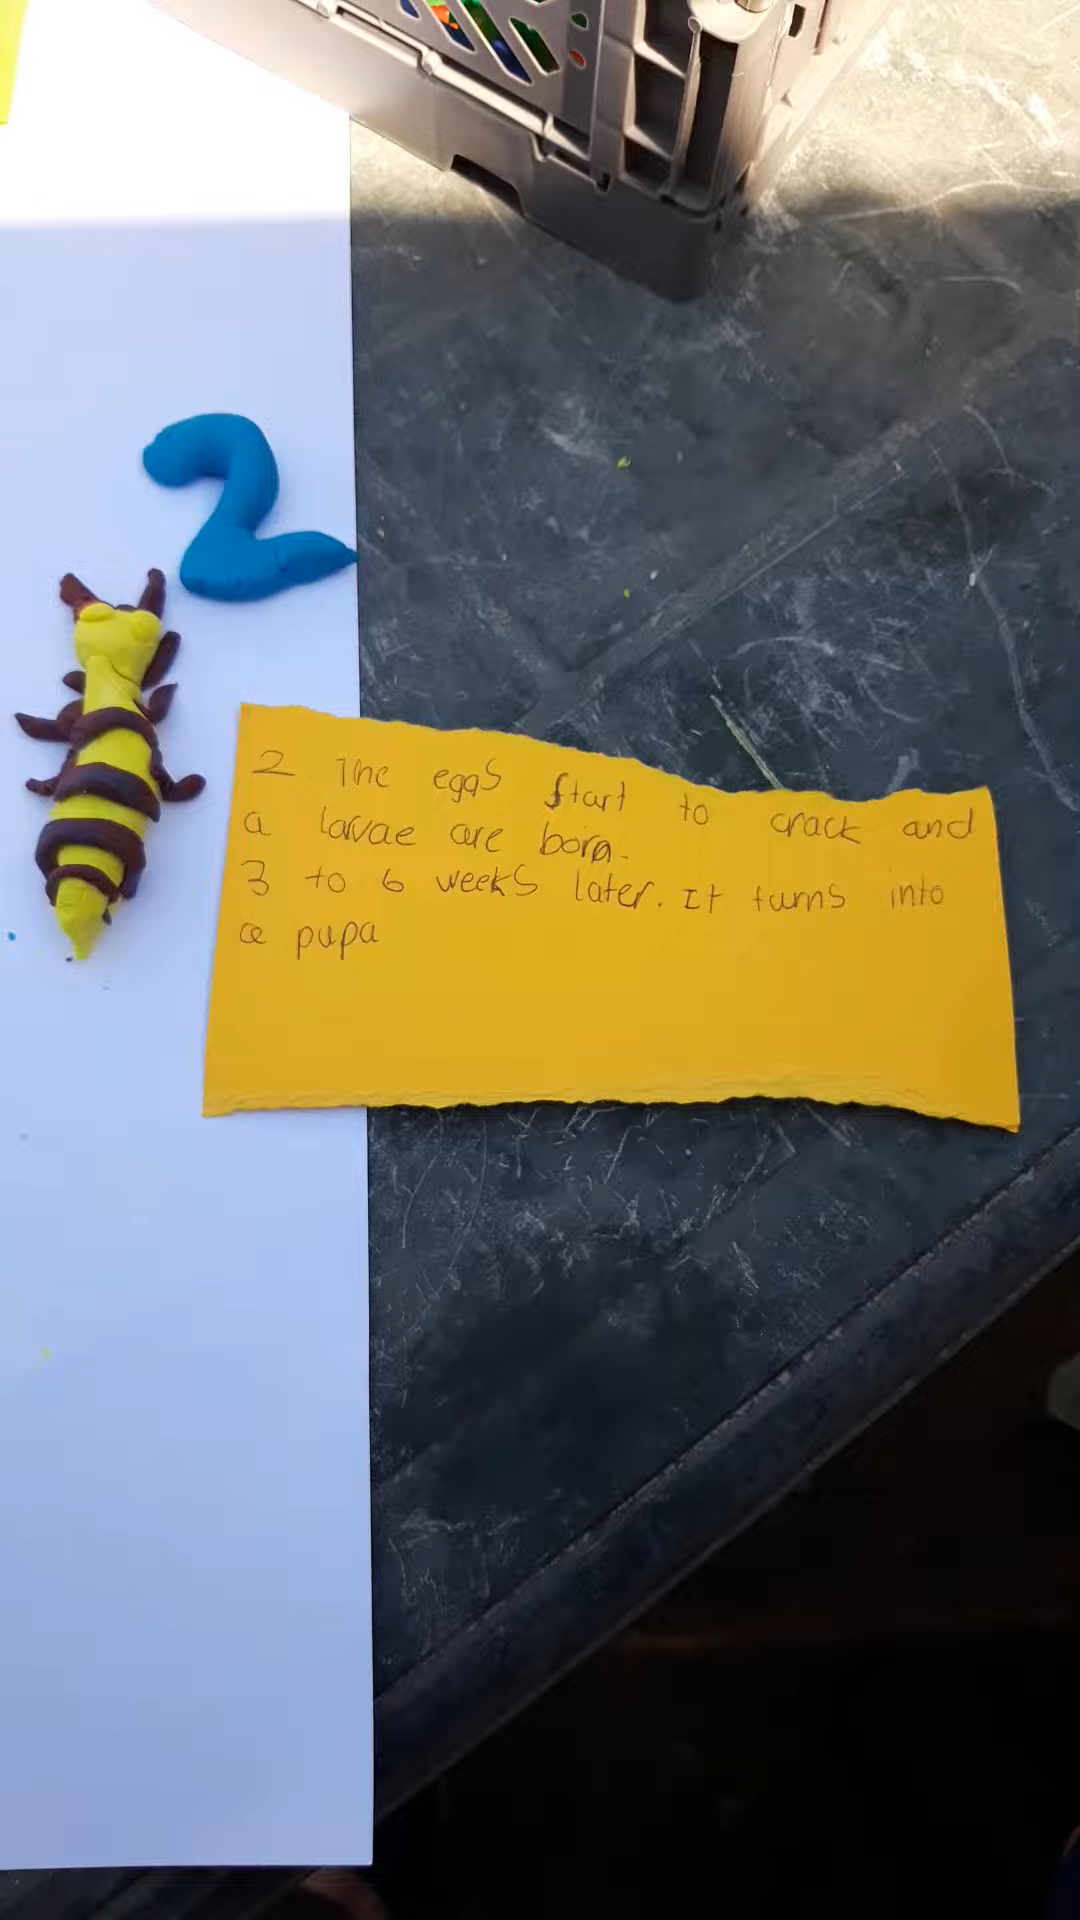 2
2. The eggs start to crack and
a larvae are born.
3 to 6 weeks later. It turns into
a pupa